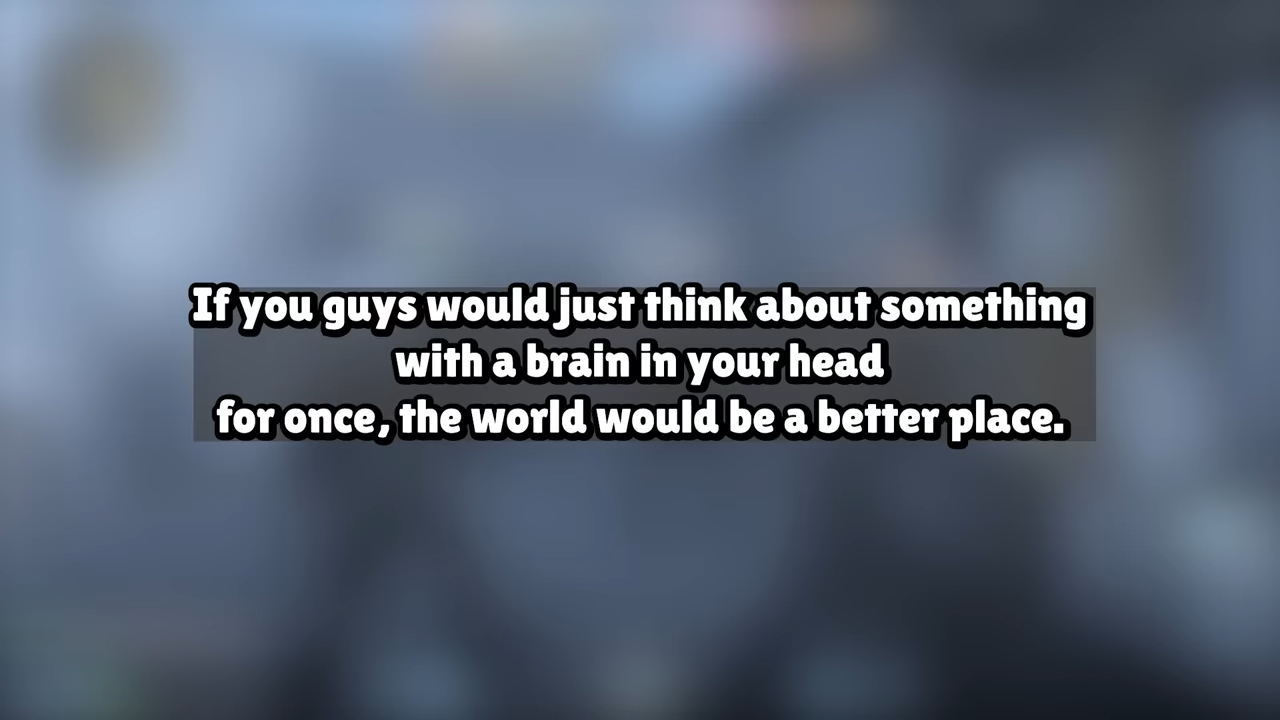 If you guys would just think about something
with a brain in your head
for once, the world would be a better place.